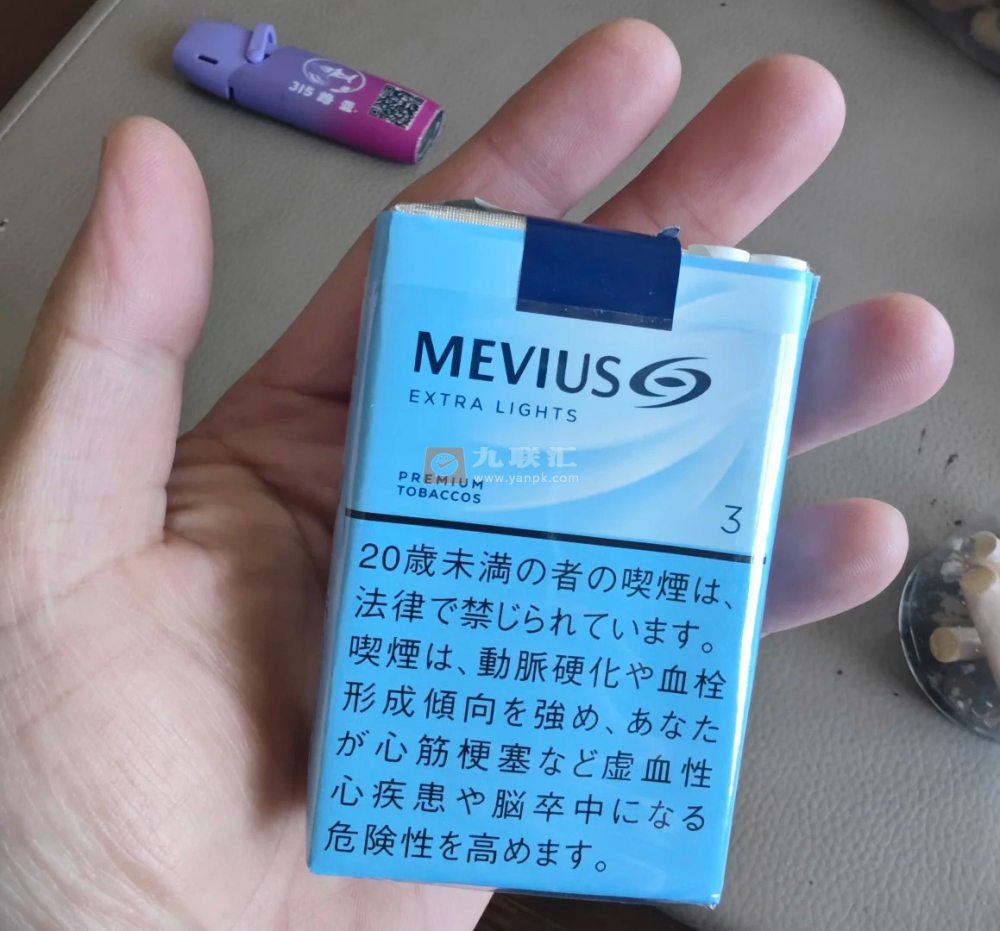 315
MEVIUS
EXTRA LIGHTS
九联汇
www.yanpk.com
PREMIUM
TOBACCOS
3
20歳未満の者の喫煙は、
法律で禁じられています。
喫煙は、動脈硬化や血栓
形成傾向を強め、あなた
が心筋梗塞など虚血性
心疾患や脳卒中になる
危険性を高めます。